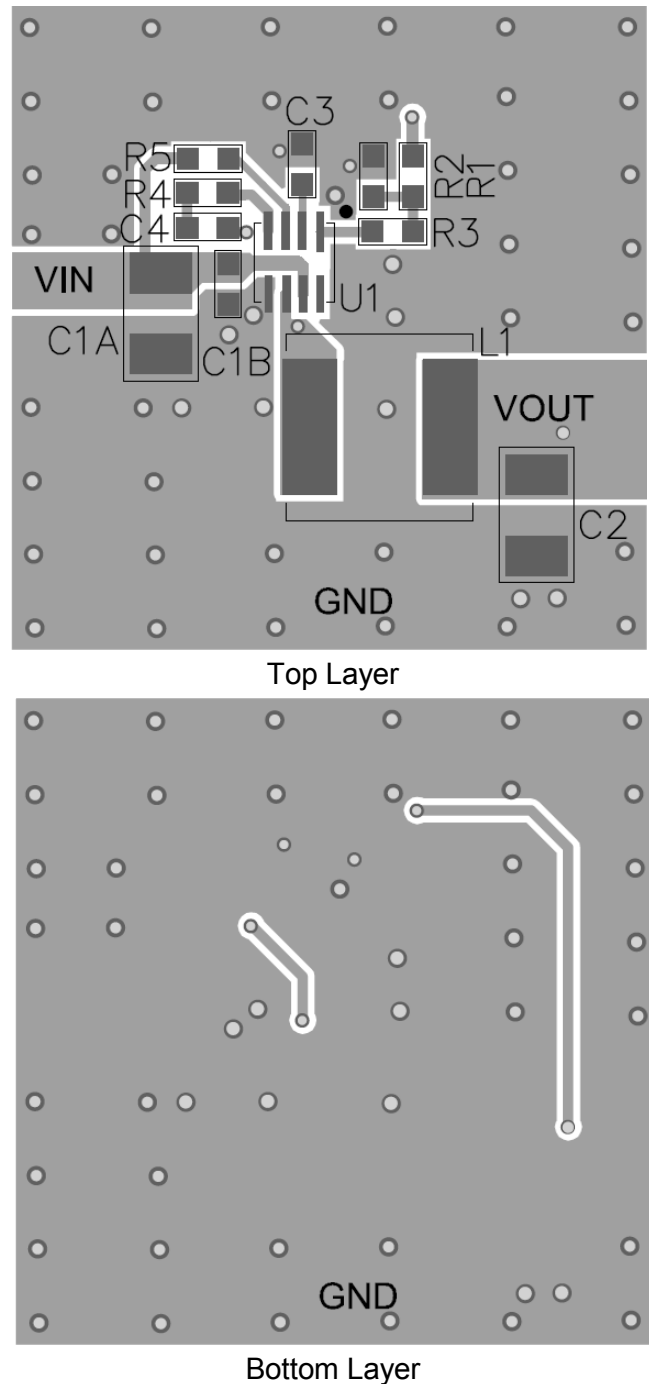 C3
R5
R4
C4
R2
R1
R3
VIN
U1
C1A
C1B
L1
VOUT
C2
GND
Top Layer
GND
Bottom Layer